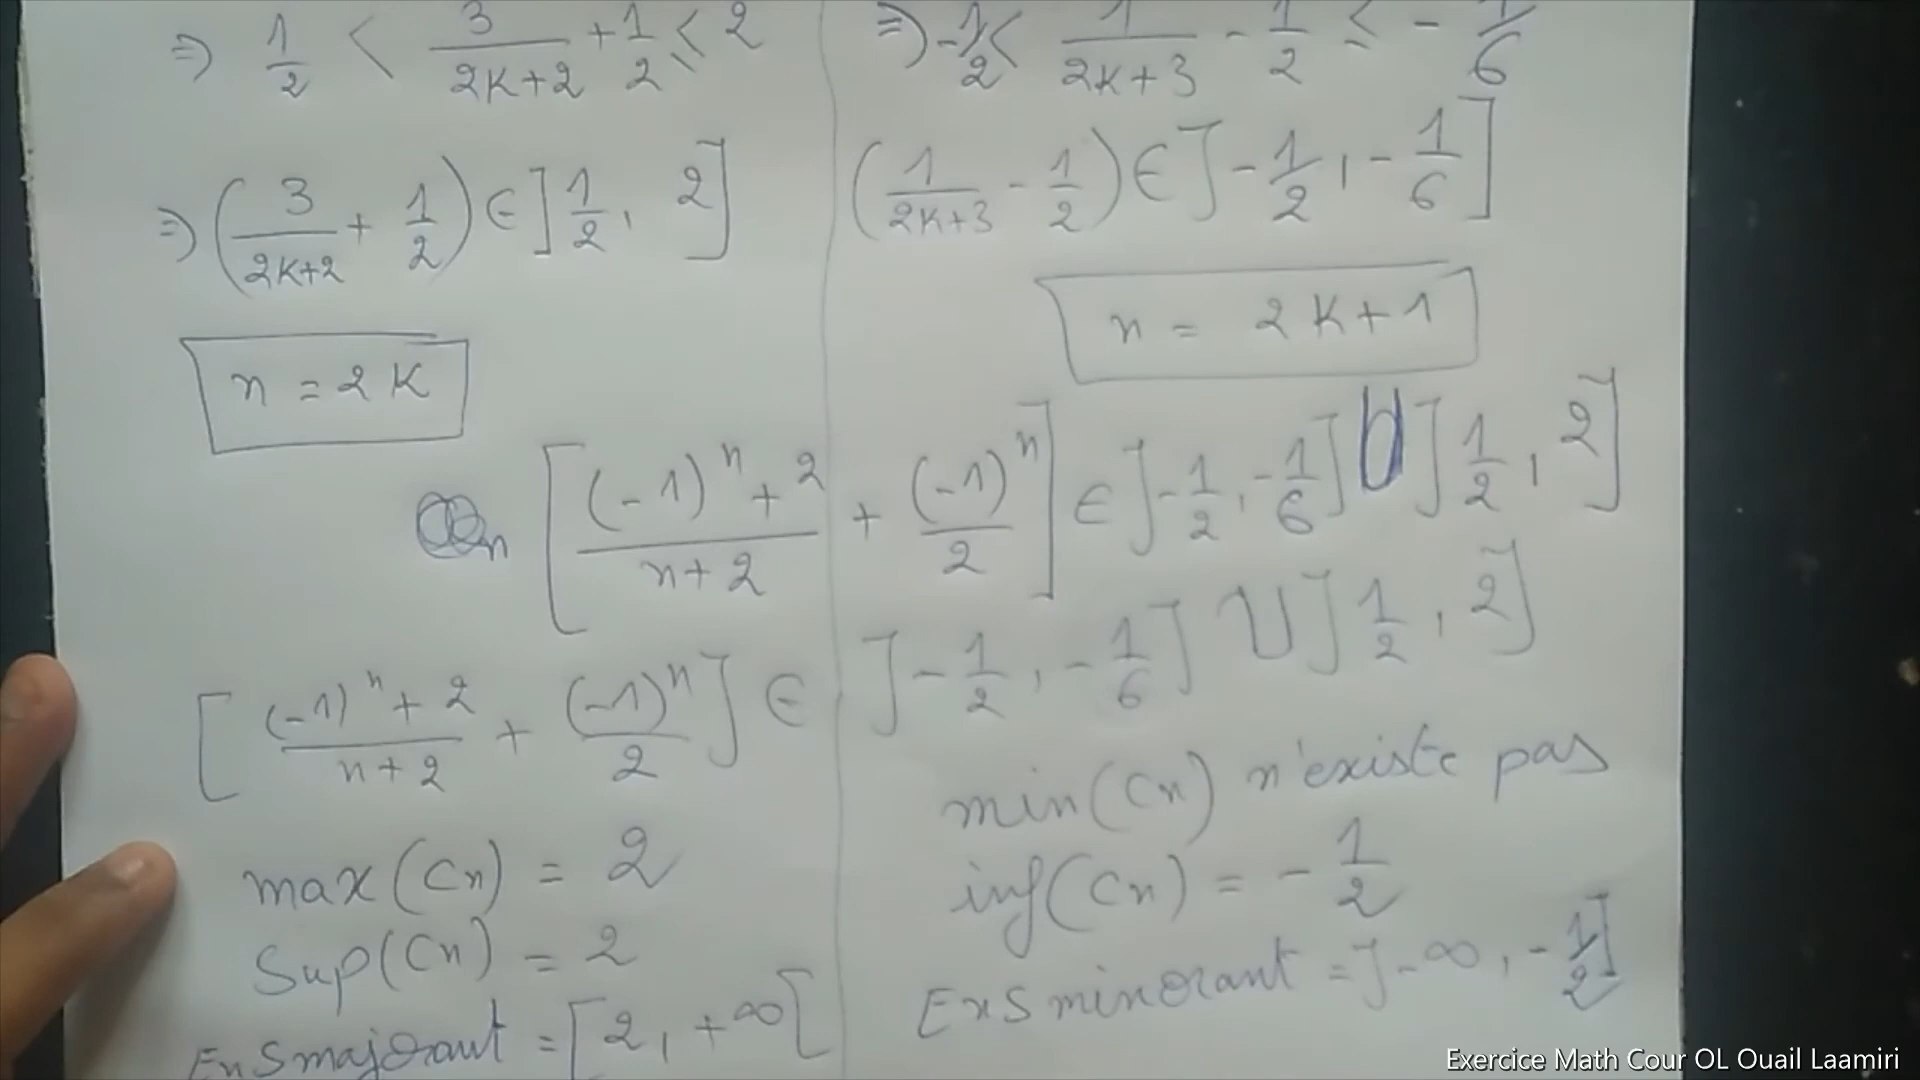 ⇒ 1/2 < 3/(2K+2) + 1/2 ≤ 2
⇒ (3/(2K+2) + 1/2) ∈ ]1/2, 2]
n = 2K
⇒ -1/2 < 1/(2K+3) - 1/2 ≤ -1/6
(1/(2K+3) - 1/2) ∈ ]-1/2, -1/6]
n = 2K+1
[((-1)^n + 2)/(n+2) + (-1)^n/2] ∈ ]-1/2, -1/6] U ]1/2, 2]
[((-1)^n + 2)/(n+2) + (-1)^n/2] ∈ ]-1/2, -1/6] U ]1/2, 2]
max(Cn) = 2
Sup(Cn) = 2
EnS majorant = [2, +∞[
min(Cn) n'existe pas
inf(Cn) = -1/2
EnS minorant = ]-∞, -1/2]
Exercice Math Cour OL Ouail Laamiri